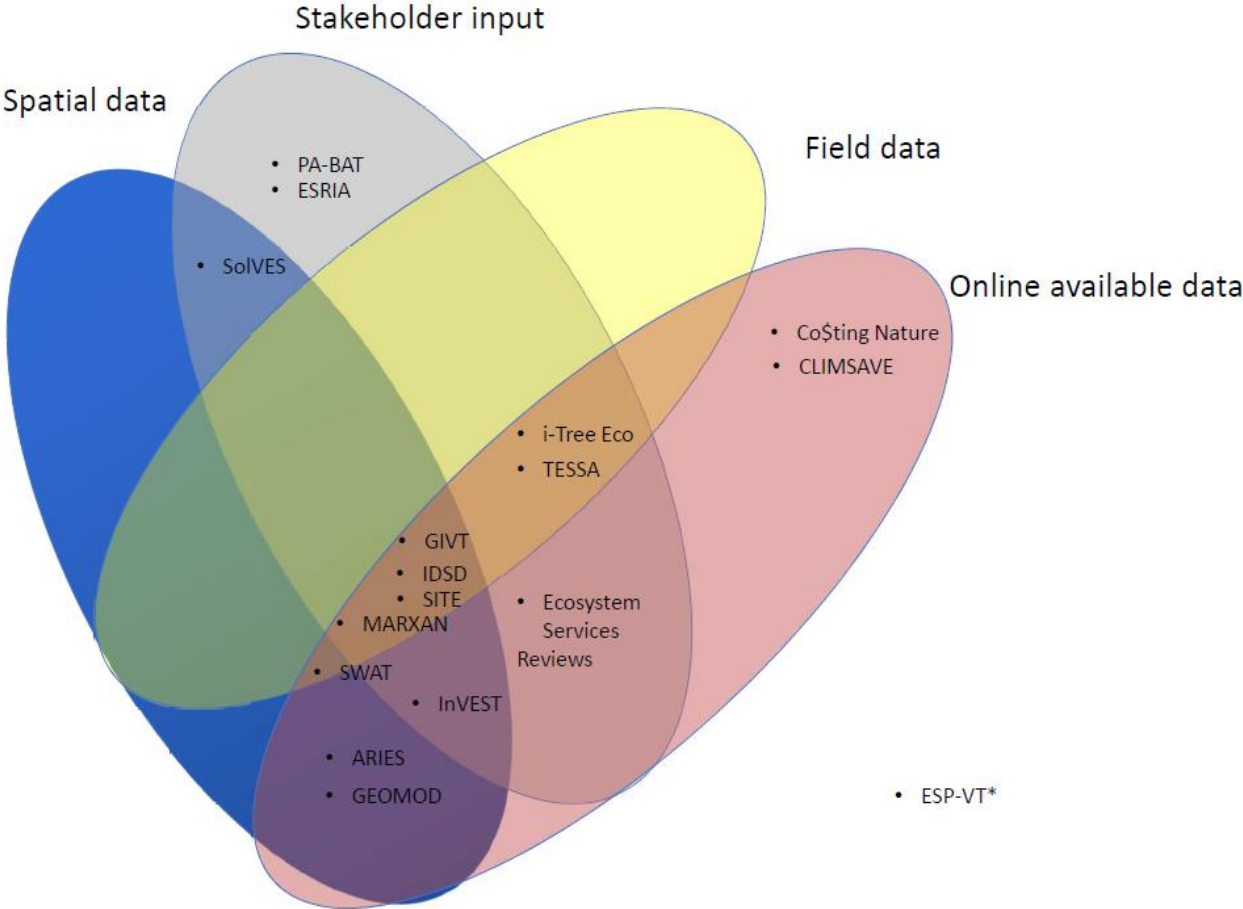 Stakeholder input
Spatial data
Field data
• PA-BAT
• ESRIA
• SolVES
Online available data
• Co$ting Nature
• CLIMSAVE
• i-Tree Eco
• TESSA
• GIVT
• IDSD
• SITE
• MARXAN
• Ecosystem
Services
Reviews
• SWAT
• InVEST
• ARIES
• GEOMOD
• ESP-VT*